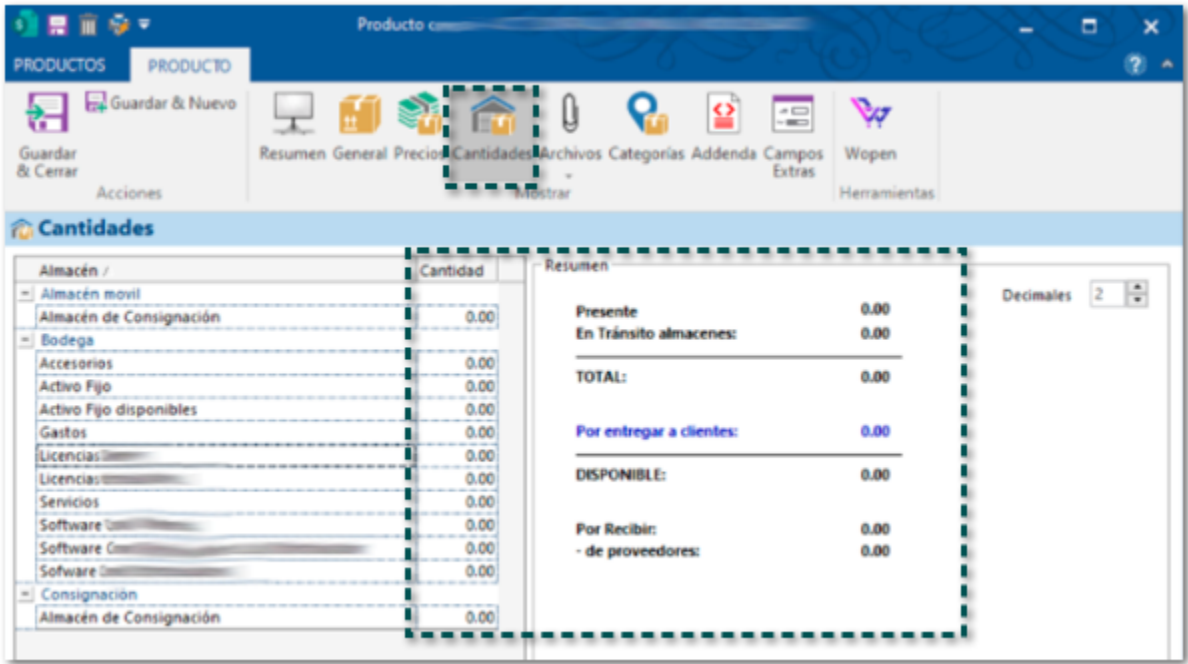 Producto
PRODUCTOS PRODUCTO
Guardar & Cerrar
Guardar & Nuevo
Acciones
Resumen General Precios Cantidades Archivos Categorías Addenda Campos Extras
Mostrar
Wopen
Herramientas
Cantidades
Almacén / Cantidad
Almacén movil
Almacén de Consignación 0.00
Bodega
Accesorios 0.00
Activo Fijo 0.00
Activo Fijo disponibles 0.00
Gastos 0.00
Licencias 0.00
Licencias 0.00
Servicios 0.00
Software 0.00
Software 0.00
Sofware 0.00
Consignación
Almacén de Consignación 0.00
Resumen
Presente 0.00
En Tránsito almacenes: 0.00
TOTAL: 0.00
Por entregar a clientes: 0.00
DISPONIBLE: 0.00
Por Recibir: 0.00
- de proveedores: 0.00
Decimales 2